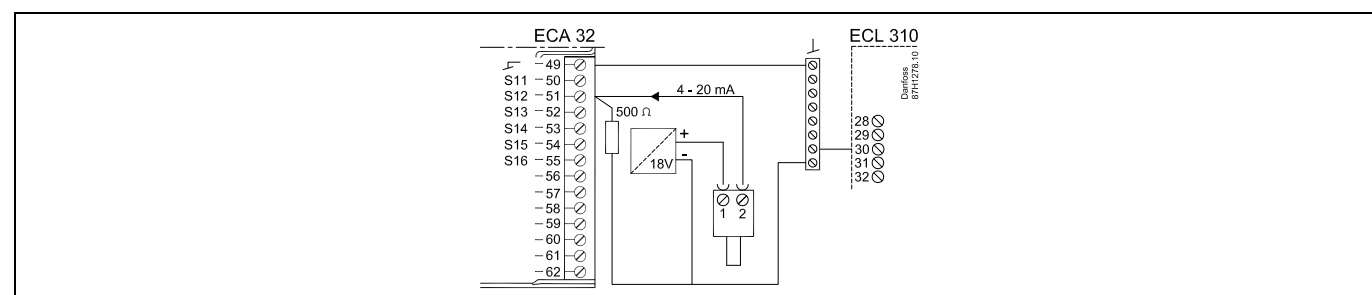 ECA 32
ECL 310
49
S11 50
S12 51
S13 52
S14 53
S15 54
S16 55
56
57
58
59
60
61
62
4 - 20 mA
500 Ω
+
-
18V
1 2
28
29
30
31
32
Danfoss
87H1278.10